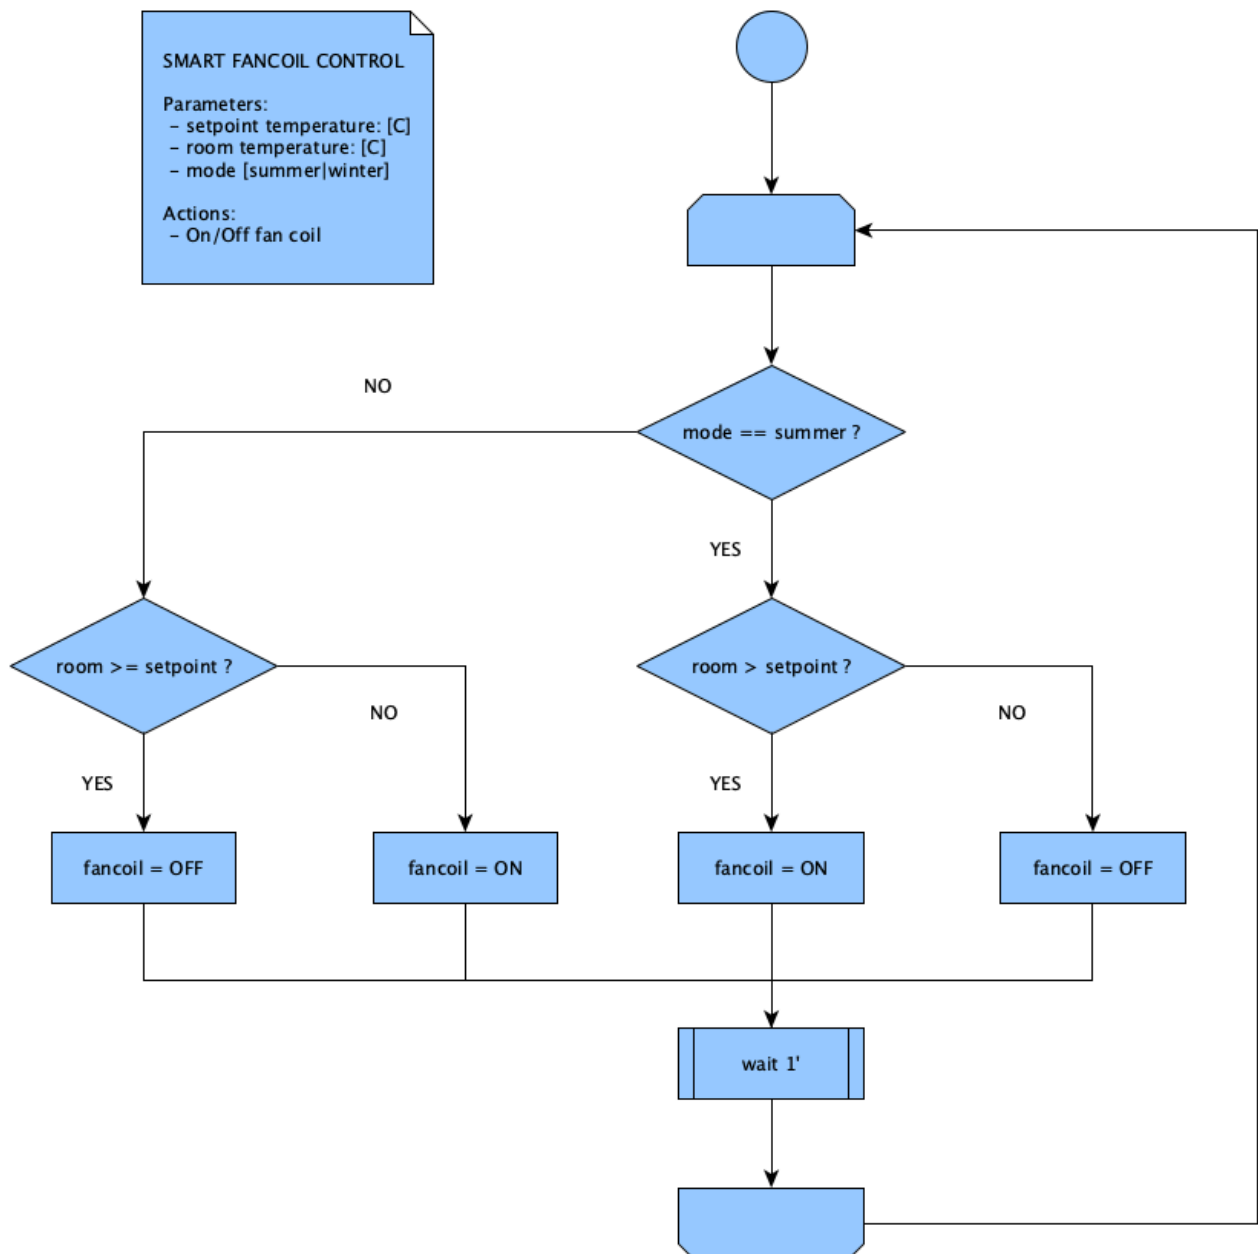 SMART FANCOIL CONTROL
Parameters:
- setpoint temperature: [C]
- room temperature: [C]
- mode [summer|winter]
Actions:
- On/Off fan coil
NO
mode == summer ?
YES
room >= setpoint ?
room > setpoint ?
NO
NO
YES
YES
fancoil = OFF
fancoil = ON
fancoil = ON
fancoil = OFF
wait 1'